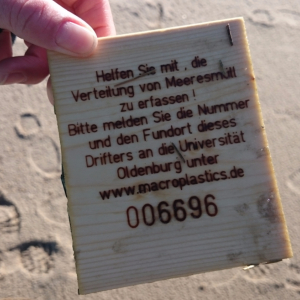 Helfen Sie mit , die
Verteilung von Meeresmüll
zu erfassen !
Bitte melden Sie die Nummer
und den Fundort dieses
Drifters an die Universität
Oldenburg unter
www.macroplastics.de
006696